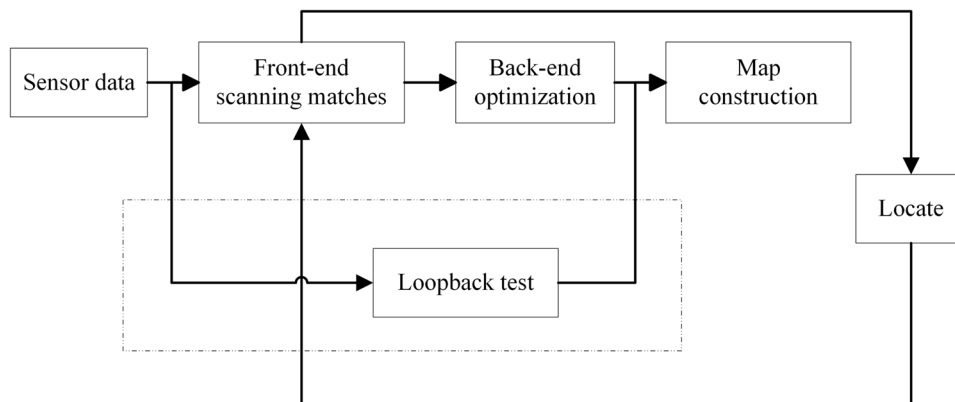 Sensor data
Front-end
scanning matches
Back-end
optimization
Map
construction
Locate
Loopback test